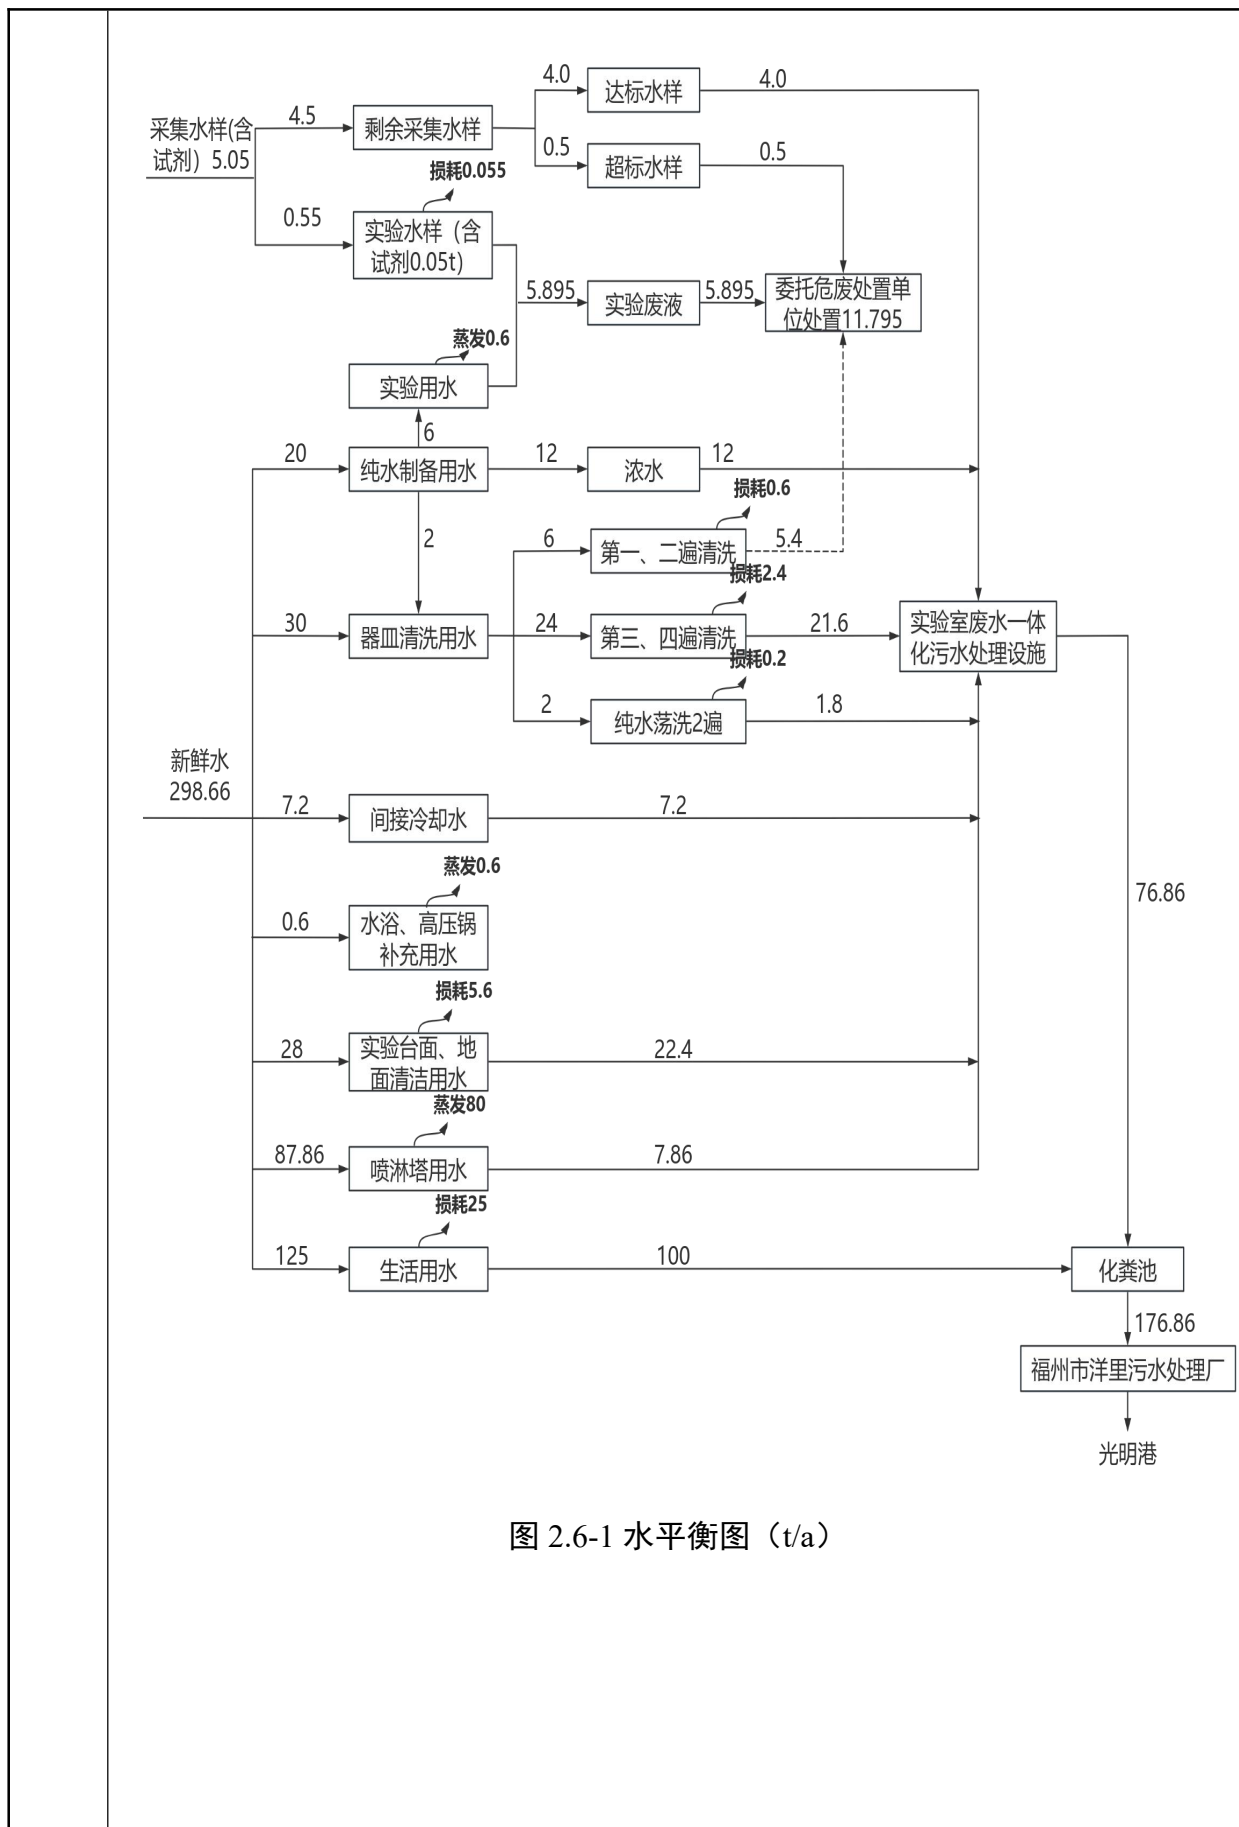 4.0
达标水样
4.0
采集水样(含
试剂）5.05
4.5
剩余采集水样
0.5
超标水样
0.5
损耗0.055
0.55
实验水样（含
试剂0.05t）
5.895
实验废液
5.895
委托危废处置单
位处置11.795
蒸发0.6
实验用水
6
20
纯水制备用水
12
浓水
12
损耗0.6
2
6
第一、二遍清洗
5.4
损耗2.4
30
器皿清洗用水
24
第三、四遍清洗
21.6
实验室废水一体
化污水处理设施
损耗0.2
2
纯水荡洗2遍
1.8
新鲜水
298.66
7.2
间接冷却水
7.2
蒸发0.6
0.6
水浴、高压锅
补充用水
76.86
损耗5.6
28
实验台面、地
面清洁用水
22.4
蒸发80
87.86
喷淋塔用水
7.86
损耗25
125
生活用水
100
化粪池
176.86
福州市洋里污水处理厂
光明港
图 2.6-1 水平衡图（t/a）